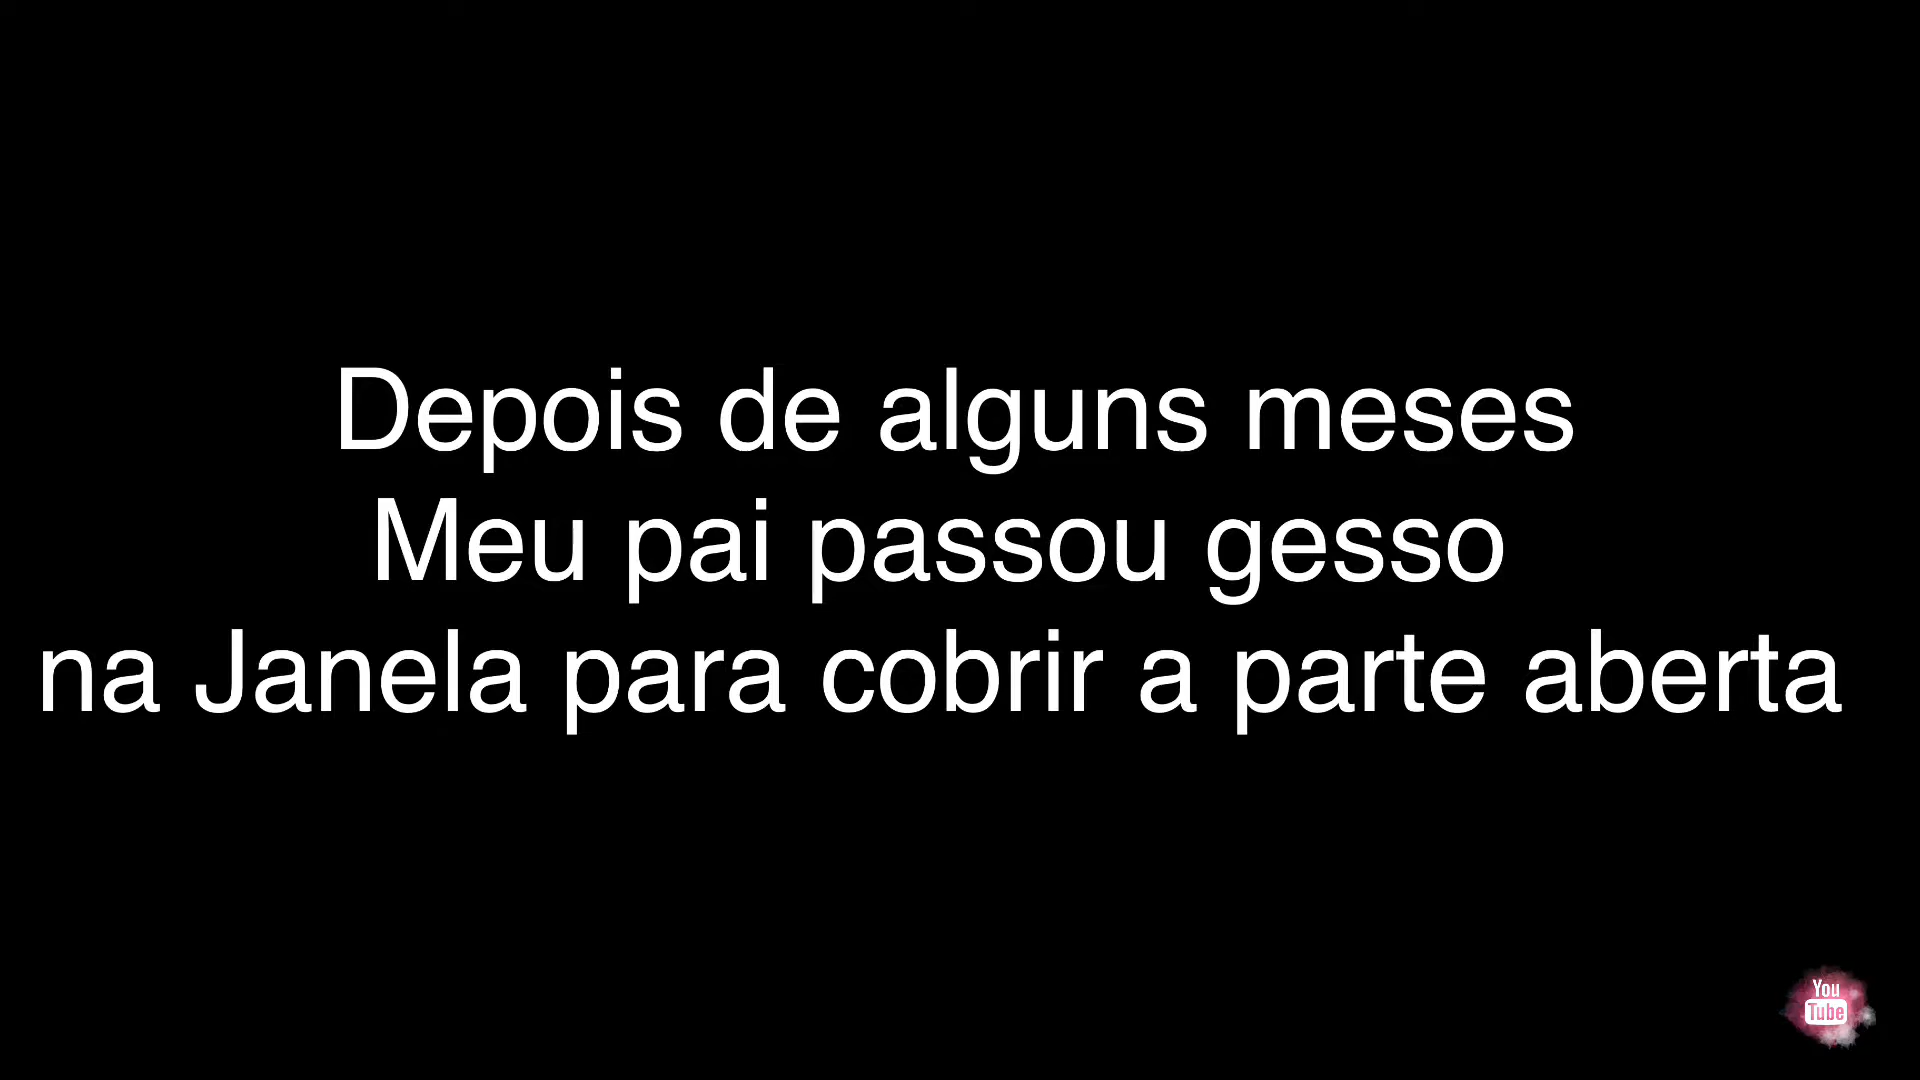 Depois de alguns meses
Meu pai passou gesso
na Janela para cobrir a parte aberta
You
Tube